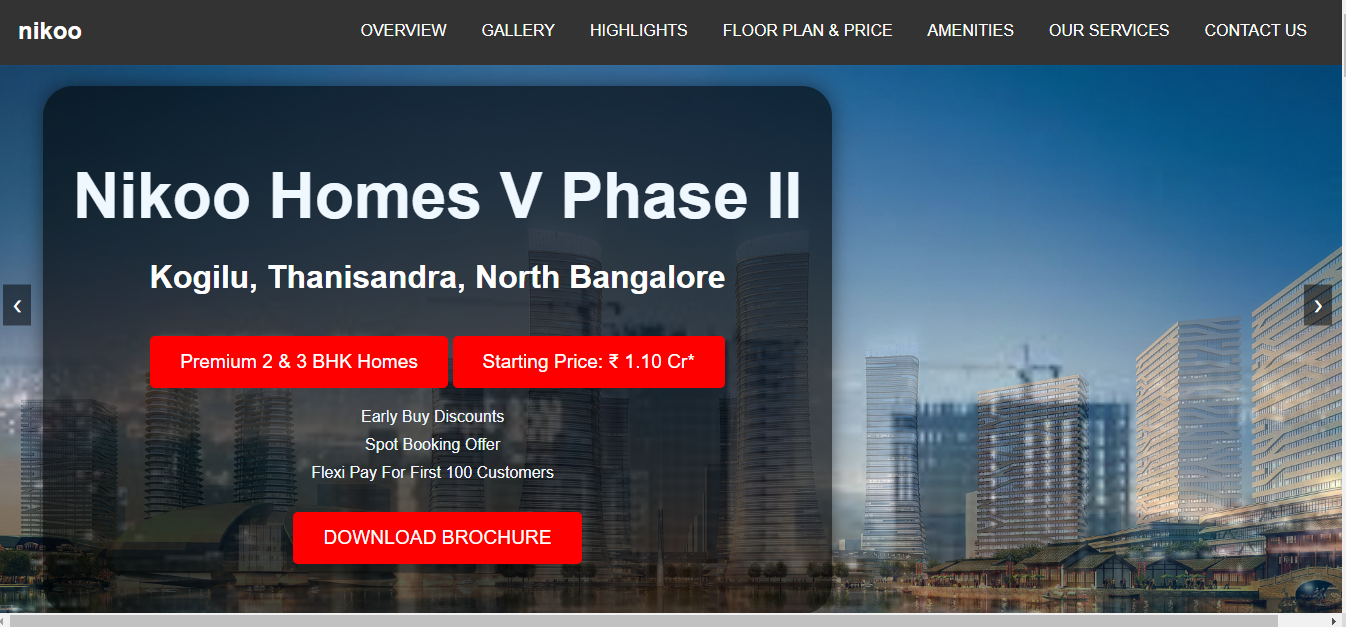 nikoo
OVERVIEW GALLERY HIGHLIGHTS FLOOR PLAN & PRICE AMENITIES OUR SERVICES CONTACT US
Nikoo Homes V Phase II
Kogilu, Thanisandra, North Bangalore
Premium 2 & 3 BHK Homes Starting Price: ₹ 1.10 Cr*
Early Buy Discounts
Spot Booking Offer
Flexi Pay For First 100 Customers
DOWNLOAD BROCHURE